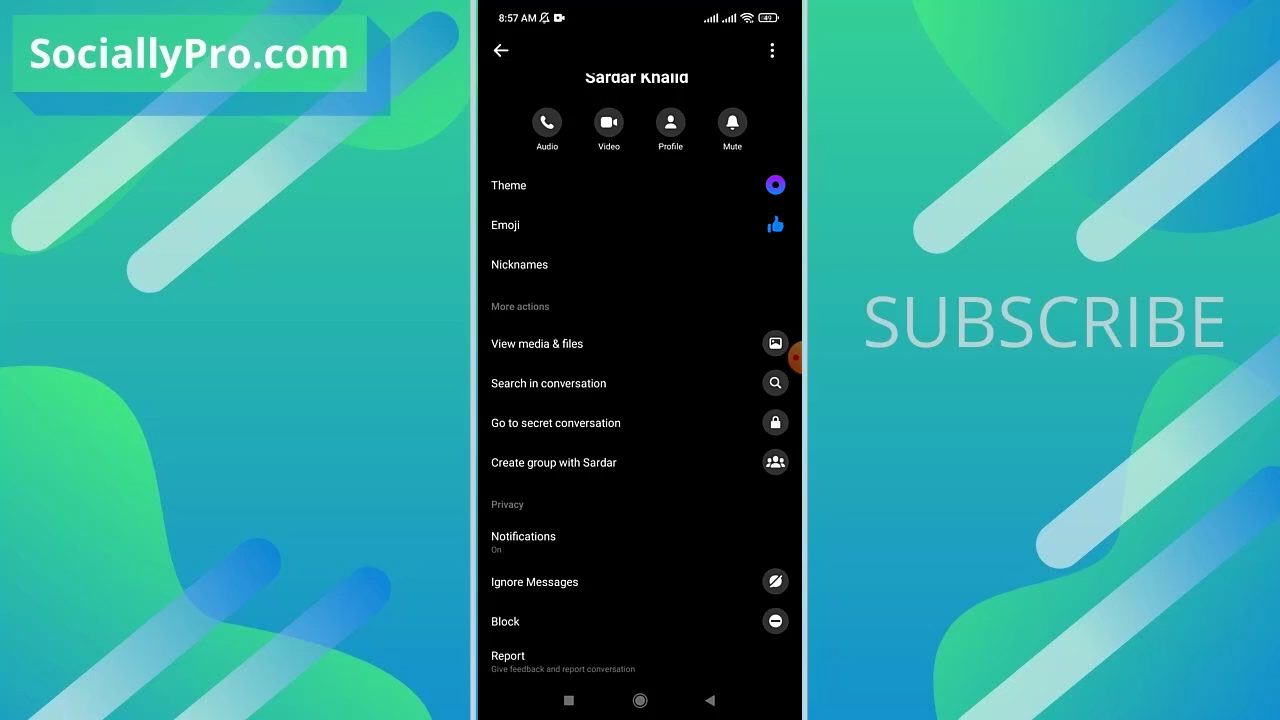 SociallyPro.com
8:57 AM
49
Sardar Khalid
Audio
Video
Profile
Mute
Theme
Emoji
Nicknames
More actions
View media & files
Search in conversation
Go to secret conversation
Create group with Sardar
Privacy
Notifications
On
Ignore Messages
Block
Report
Give feedback and report conversation
SUBSCRIBE